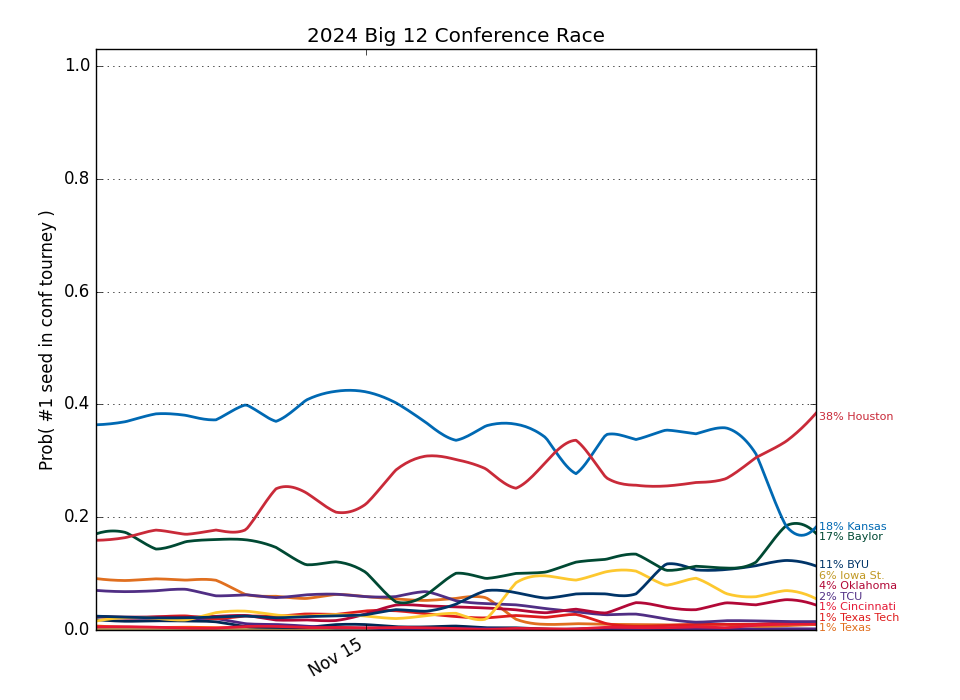 2024 Big 12 Conference Race
Prob( #1 seed in conf tourney )
1.0
0.8
0.6
0.4
0.2
0.0
Nov 15
38% Houston
18% Kansas
17% Baylor
11% BYU
6% Iowa St.
4% Oklahoma
2% TCU
1% Cincinnati
1% Texas Tech
1% Texas